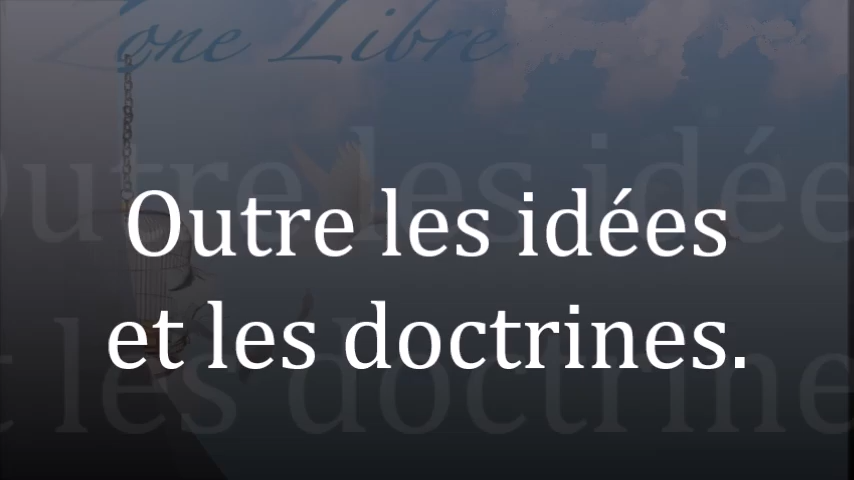 Zone Libre
Outre les idées
et les doctrines.